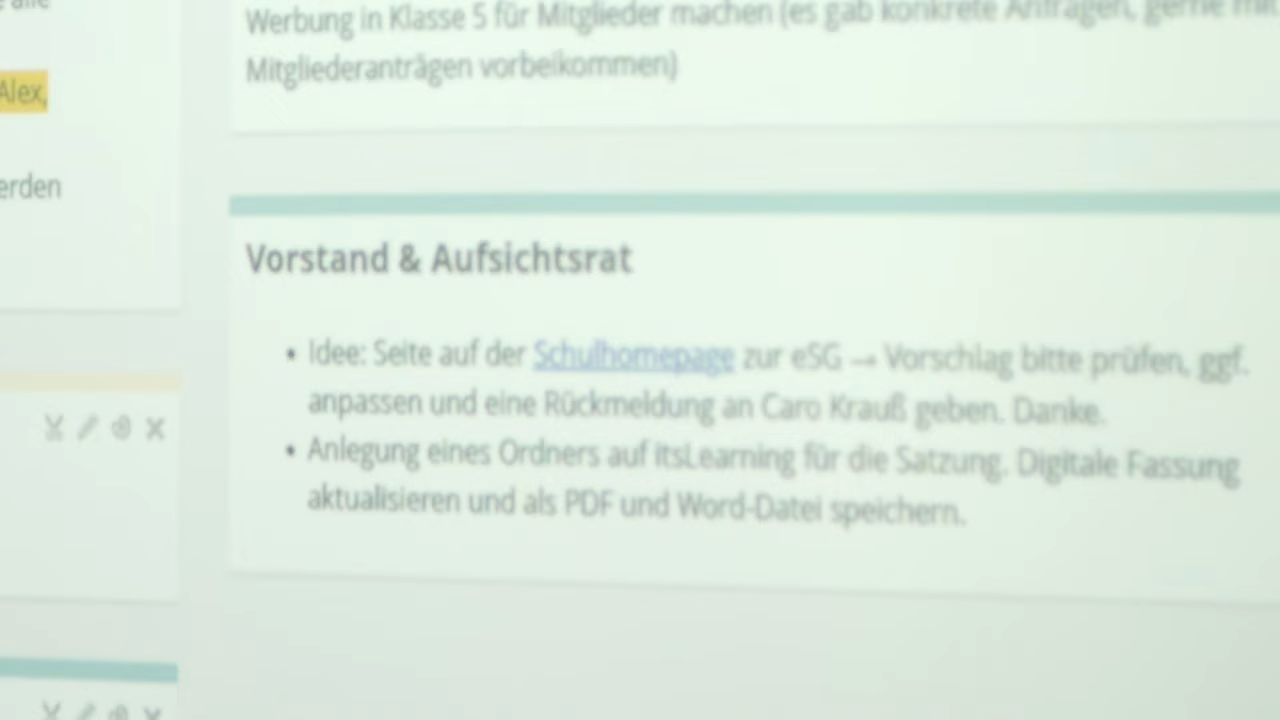 alle
Alex,
erden
Werbung in Klasse 5 für Mitglieder machen (es gab konkrete Anfragen, gerne mit
Mitgliederanträgen vorbeikommen)
Vorstand & Aufsichtsrat
• Idee: Seite auf der Schulhomepage zur eSG → Vorschlag bitte prüfen, ggf.
anpassen und eine Rückmeldung an Caro Krauß geben. Danke.
• Anlegung eines Ordners auf itsLearning für die Satzung. Digitale Fassung
aktualisieren und als PDF und Word-Datei speichern.